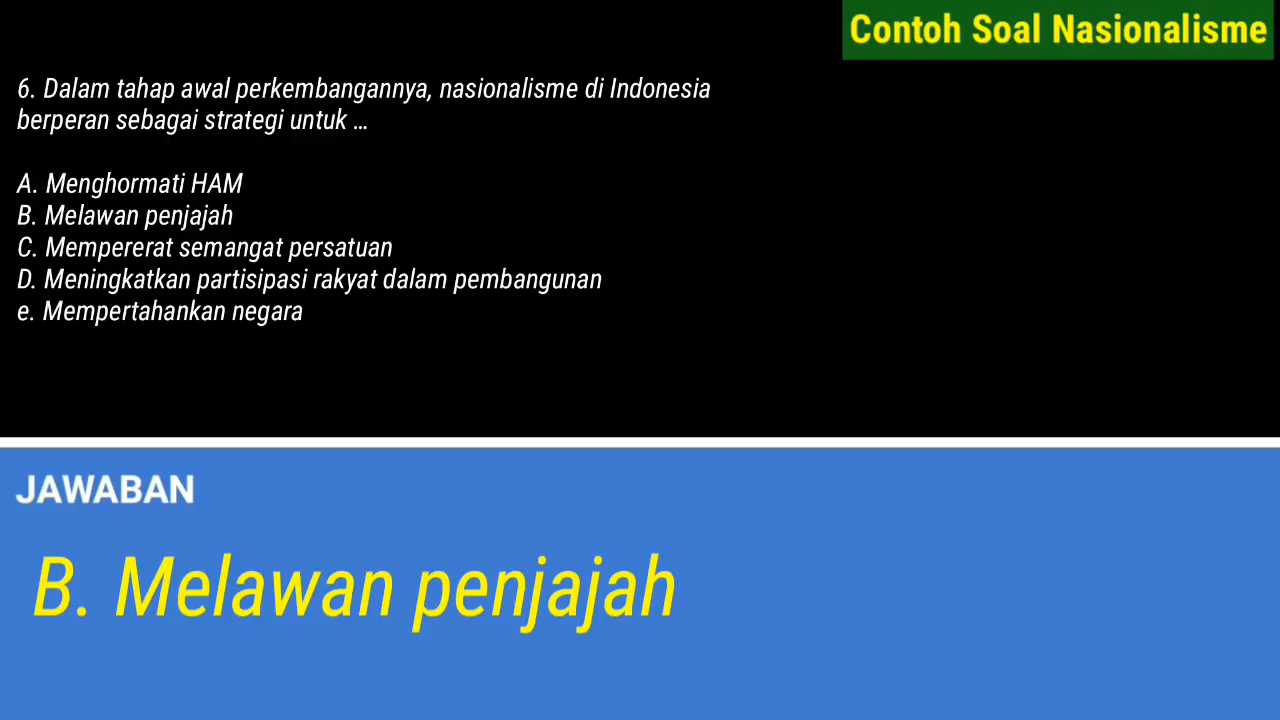 Contoh Soal Nasionalisme
6. Dalam tahap awal perkembangannya, nasionalisme di Indonesia
berperan sebagai strategi untuk ...
A. Menghormati HAM
B. Melawan penjajah
C. Mempererat semangat persatuan
D. Meningkatkan partisipasi rakyat dalam pembangunan
e. Mempertahankan negara
JAWABAN
B. Melawan penjajah